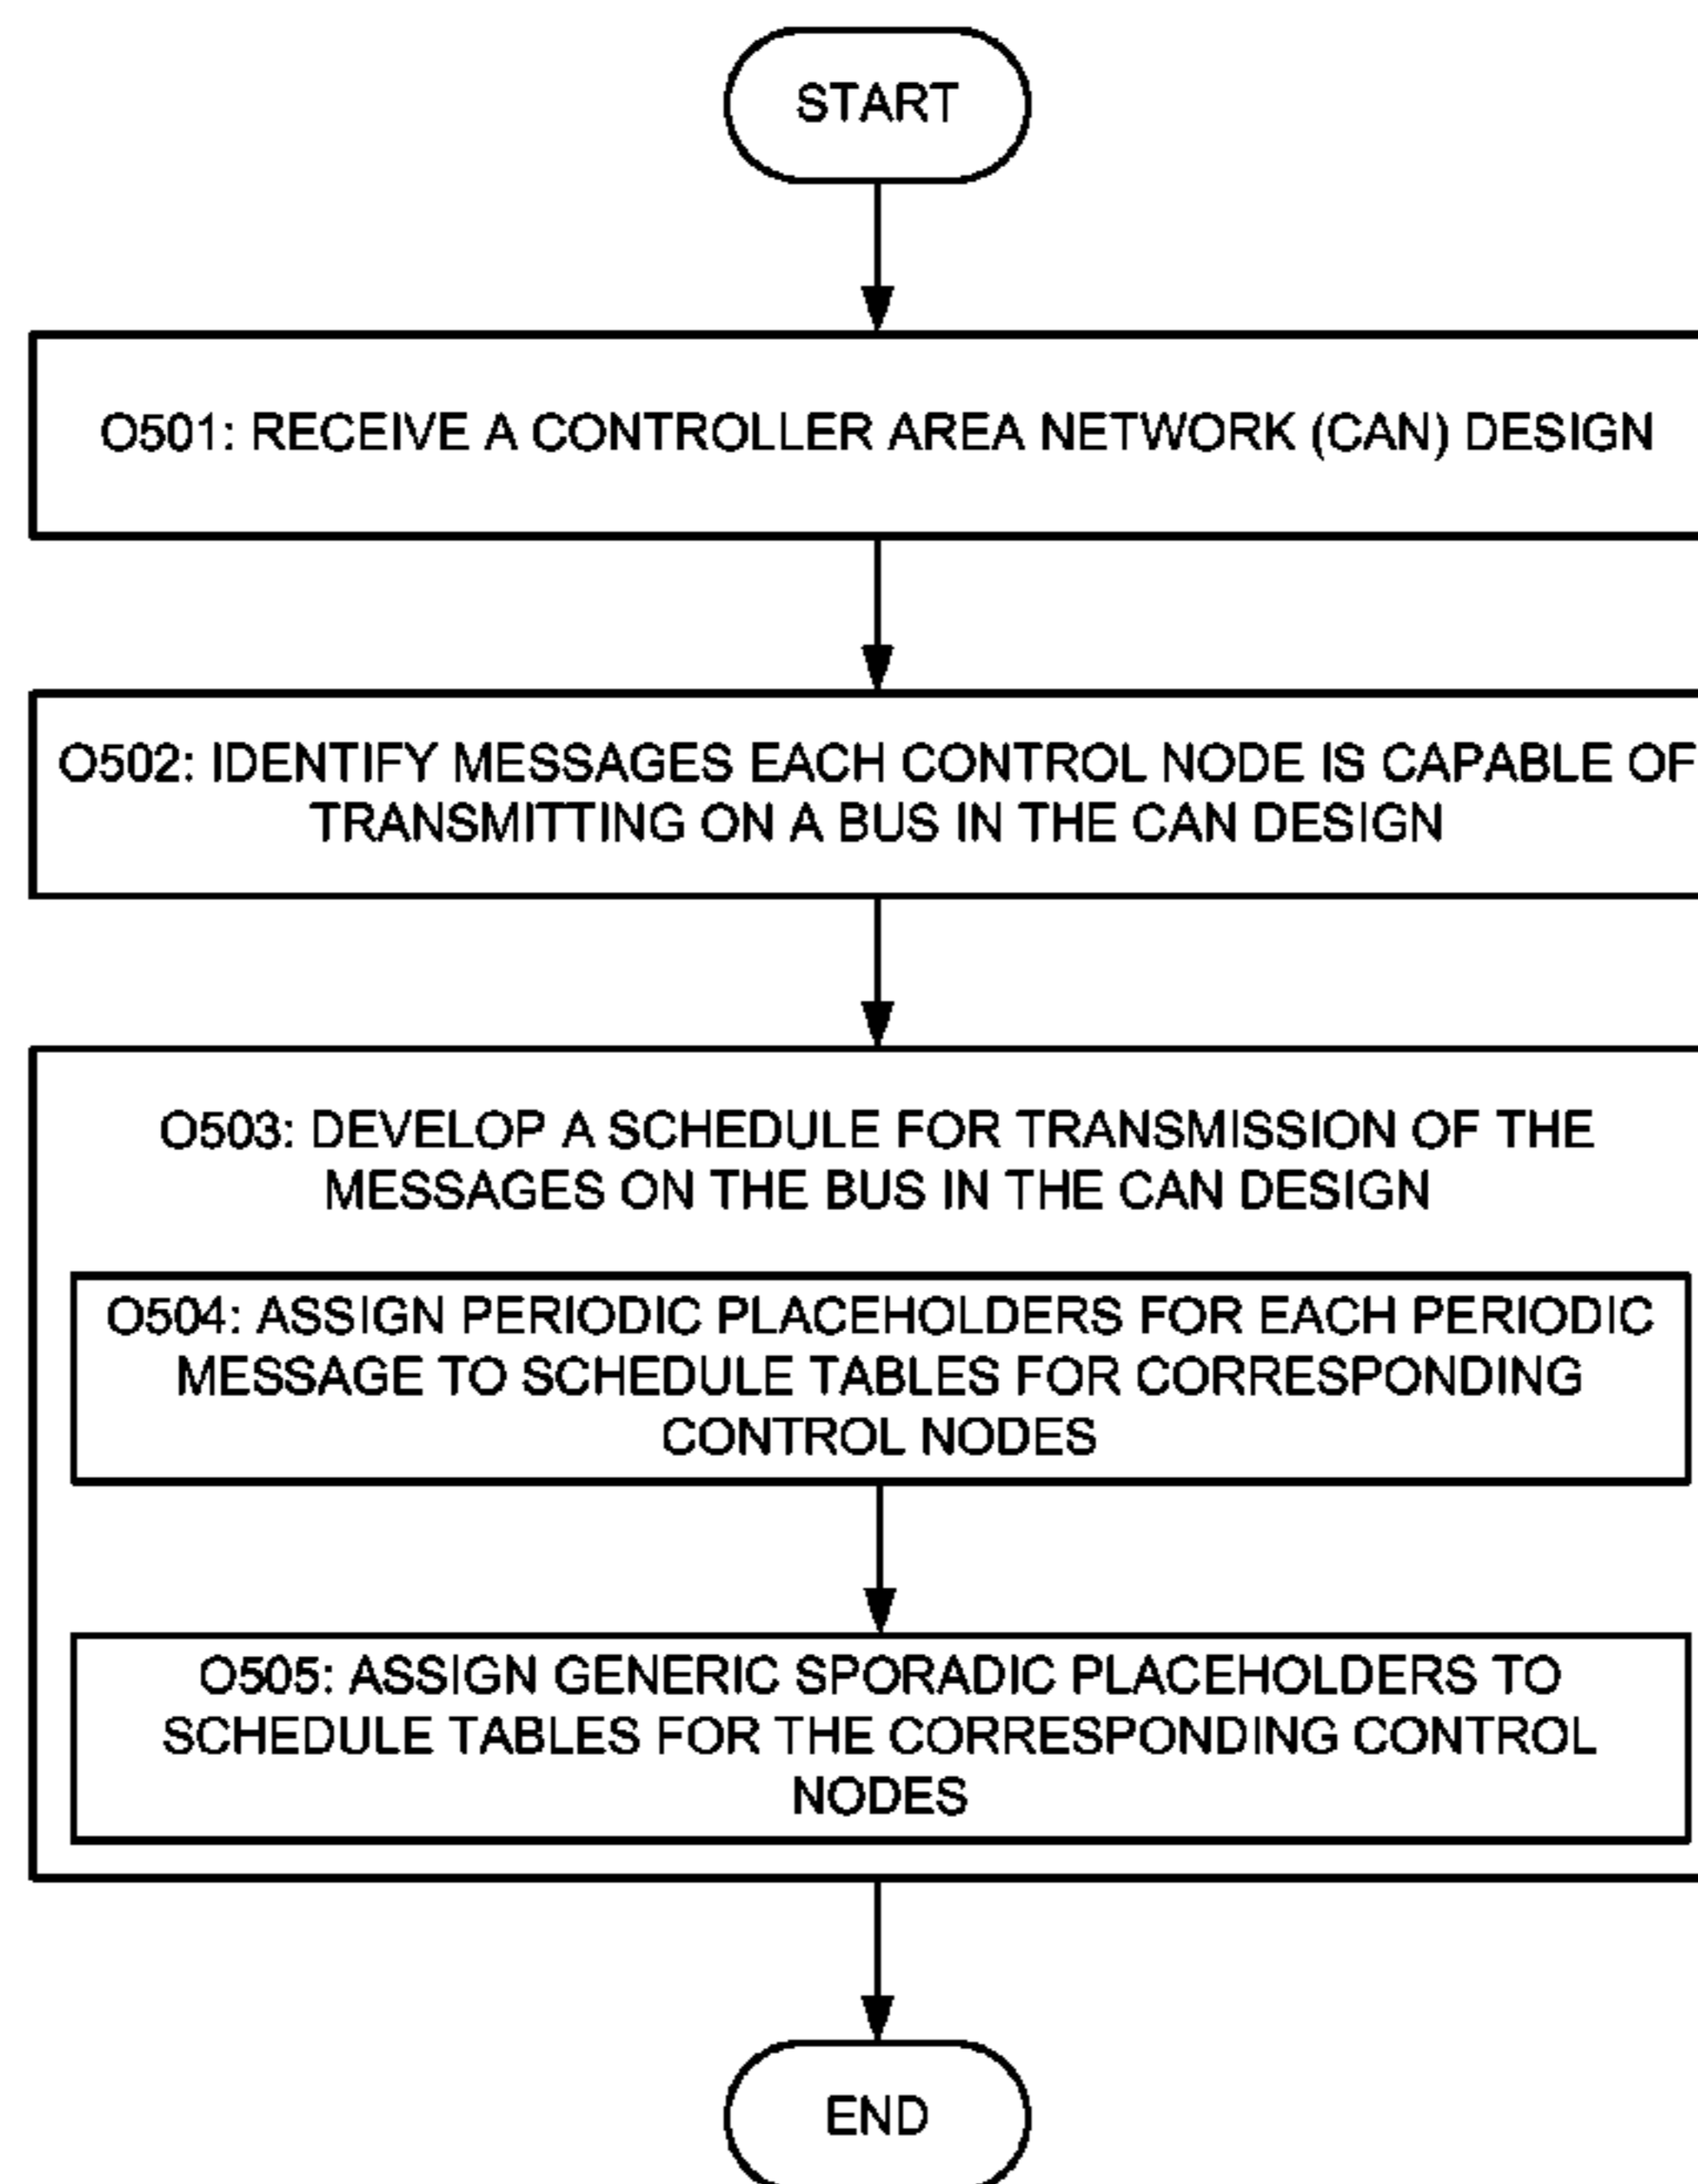 START
O501: RECEIVE A CONTROLLER AREA NETWORK (CAN) DESIGN
O502: IDENTIFY MESSAGES EACH CONTROL NODE IS CAPABLE OF
TRANSMITTING ON A BUS IN THE CAN DESIGN
O503: DEVELOP A SCHEDULE FOR TRANSMISSION OF THE
MESSAGES ON THE BUS IN THE CAN DESIGN
O504: ASSIGN PERIODIC PLACEHOLDERS FOR EACH PERIODIC
MESSAGE TO SCHEDULE TABLES FOR CORRESPONDING
CONTROL NODES
O505: ASSIGN GENERIC SPORADIC PLACEHOLDERS TO
SCHEDULE TABLES FOR THE CORRESPONDING CONTROL
NODES
END